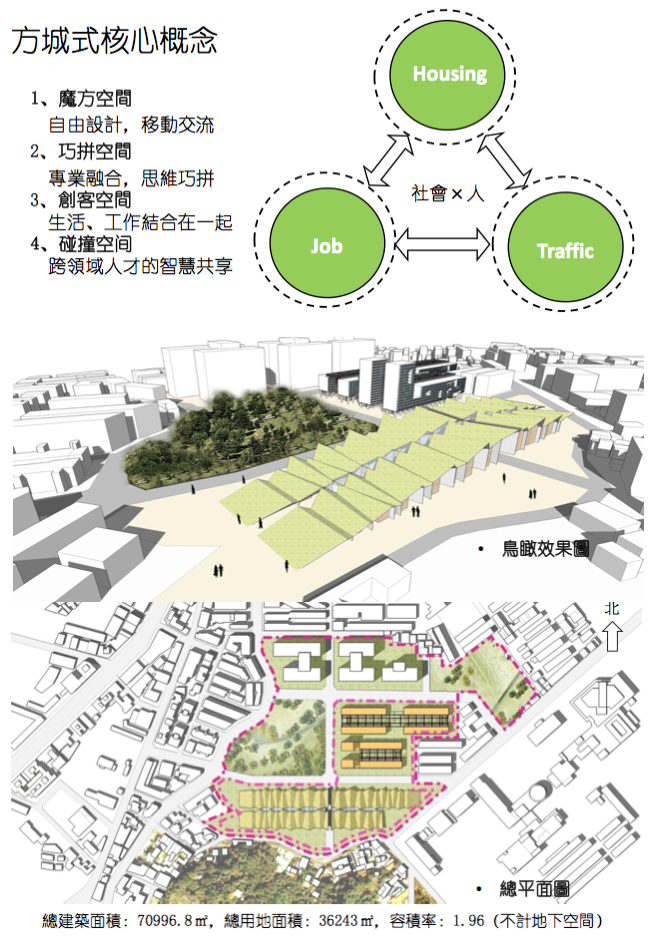 方城式核心概念
1、魔方空間
自由設計，移動交流
2、巧拼空間
專業融合，思維巧拼
3、創客空間
生活、工作結合在一起
4、碰撞空间
跨領域人才的智慧共享
Housing
社會×人
Job
Traffic
• 鳥瞰效果圖
北
• 總平面圖
總建築面積：70996.8㎡，總用地面積：36243㎡，容積率：1.96（不計地下空間）